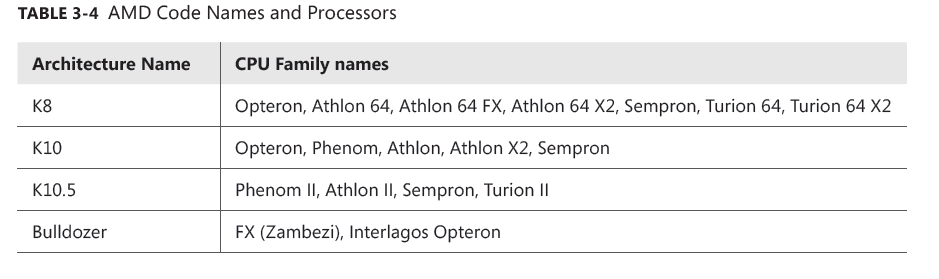 TABLE 3-4 AMD Code Names and Processors
Architecture Name CPU Family names
K8 Opteron, Athlon 64, Athlon 64 FX, Athlon 64 X2, Sempron, Turion 64, Turion 64 X2
K10 Opteron, Phenom, Athlon, Athlon X2, Sempron
K10.5 Phenom II, Athlon II, Sempron, Turion II
Bulldozer FX (Zambezi), Interlagos Opteron